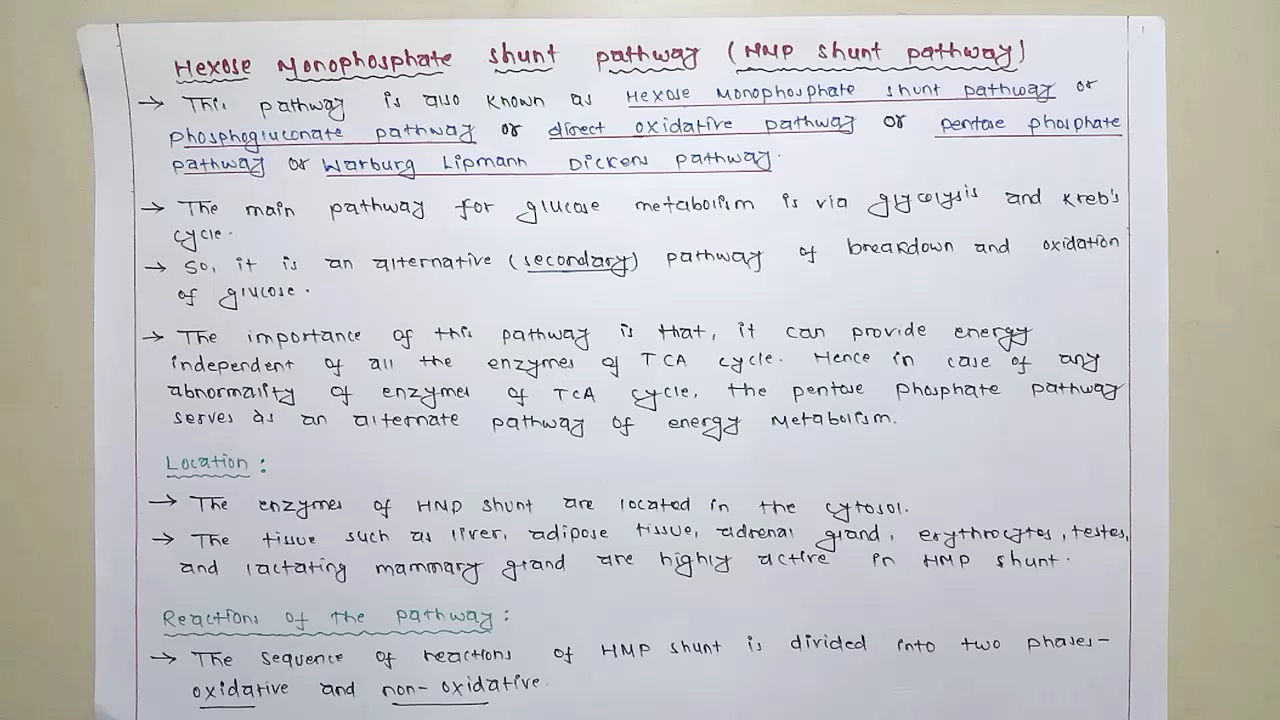 Hexose Monophosphate shunt pathway (HMP shunt pathway)
→ This pathway is also known as Hexose Monophosphate shunt pathway or
phosphogluconate pathway or direct oxidative pathway or pentose phosphate
pathway or Warburg Lipmann Dickens pathway.
→ The main pathway for glucose metabolism is via glycolysis and Kreb's
cycle.
→ So, it is an alternative (secondary) pathway of breakdown and oxidation
of glucose.
→ The importance of this pathway is that, it can provide energy
independent of all the enzymes of TCA cycle. Hence in case of any
abnormality of enzymes of TCA cycle, the pentose phosphate pathway
serves as an alternate pathway of energy metabolism.
Location :
→ The enzymes of HMP shunt are located in the cytosol.
→ The tissue such as liver, adipose tissue, adrenal gland, erythrocytes, testes,
and lactating mammary gland are highly active in HMP shunt.
Reactions of the pathway :
→ The sequence of reactions of HMP shunt is divided into two phases-
oxidative and non-oxidative.